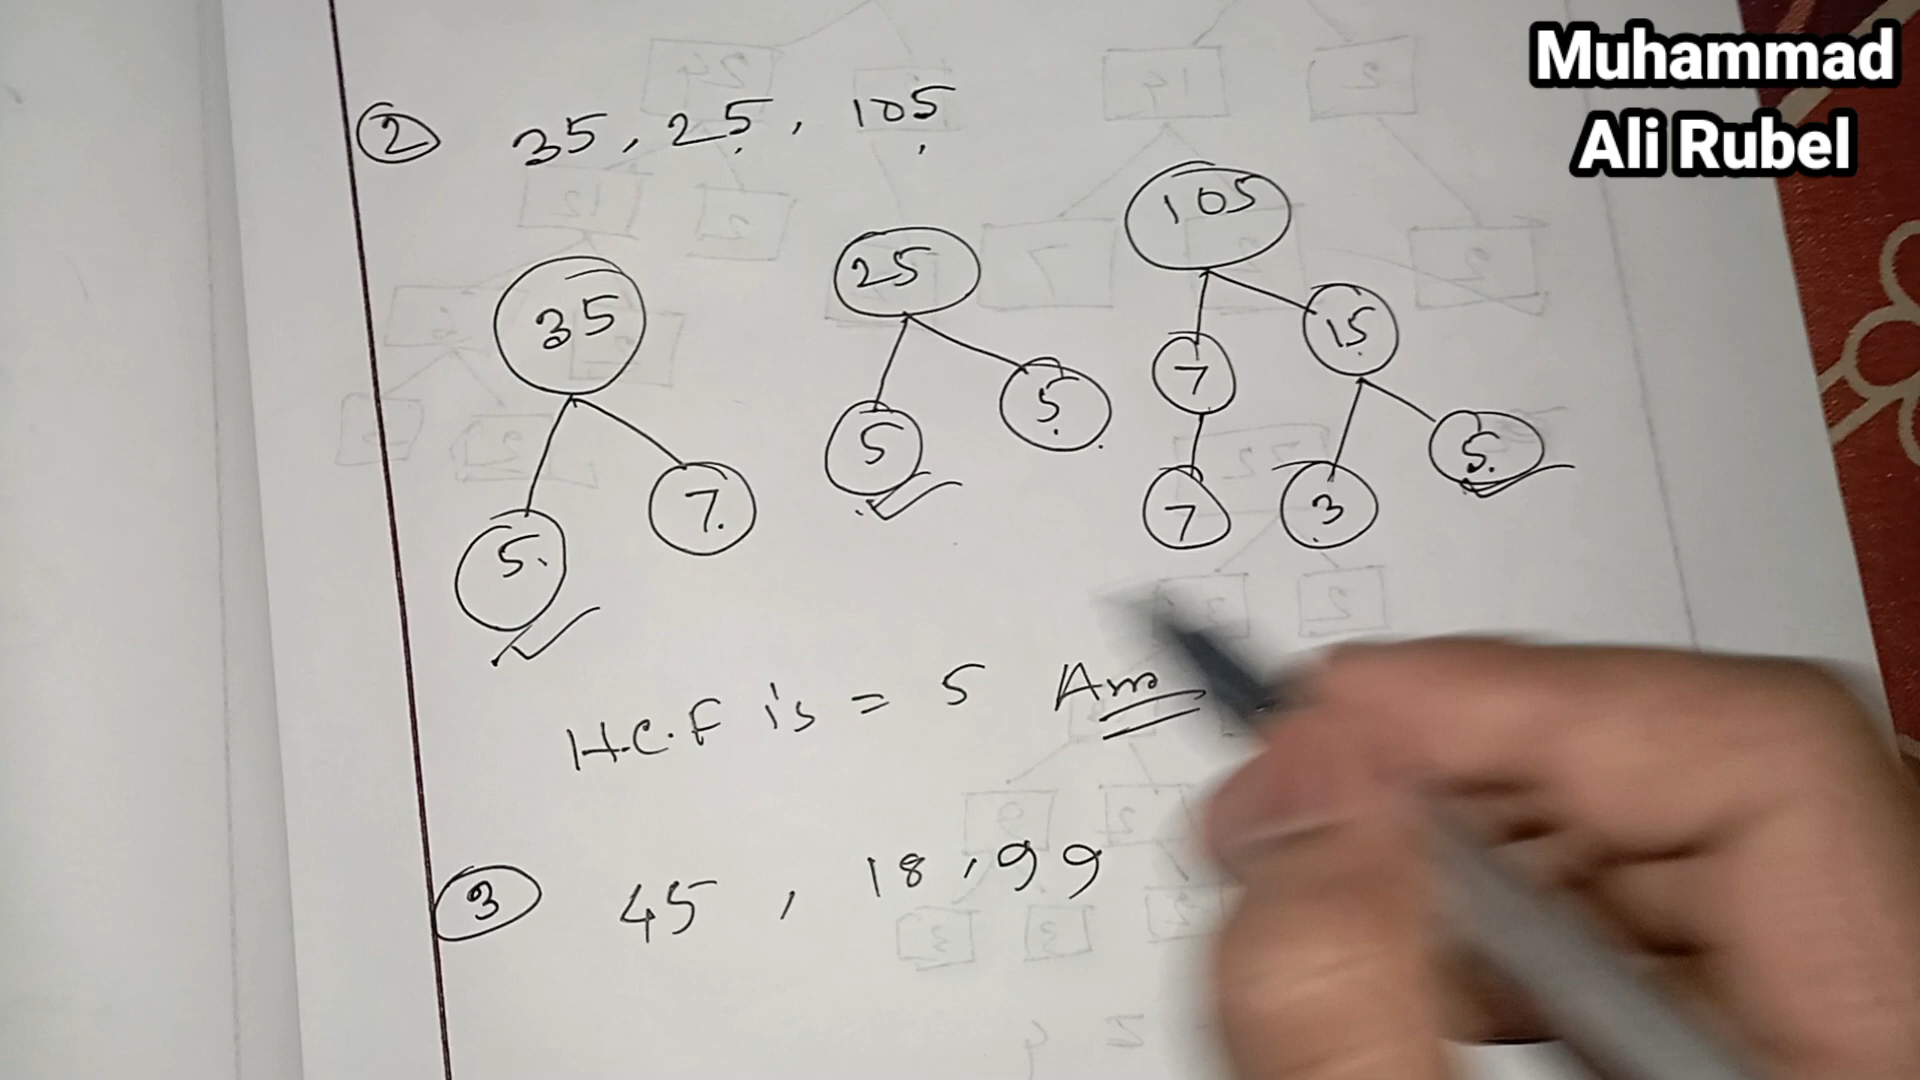 Muhammad
Ali Rubel
② 35, 25, 105
105
25
15
35
7
5
5
5
7
7
3
5
H.C.F is = 5 Ans
③ 45, 18, 99